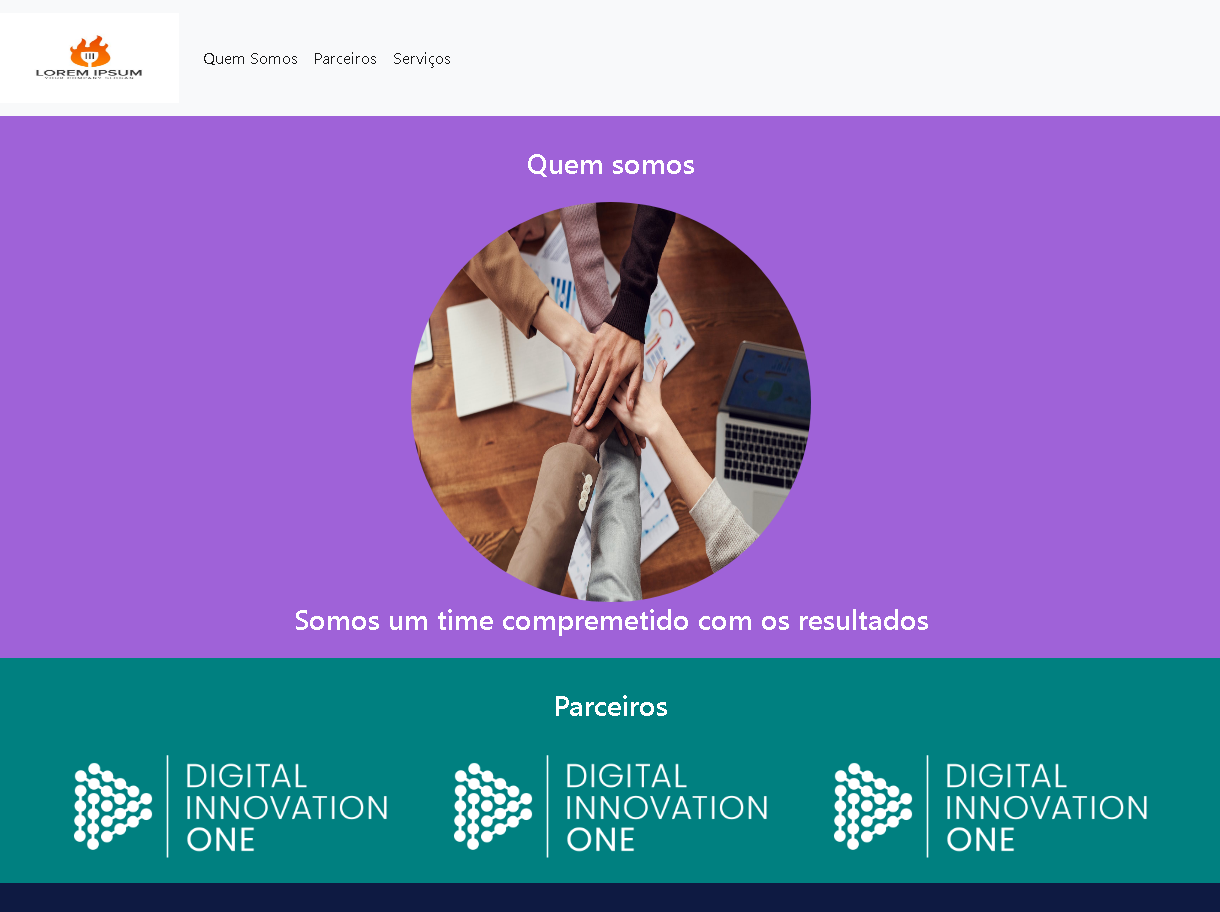 LOREM IPSUM
YOUR COMPANY SLOGAN
Quem Somos Parceiros Serviços
Quem somos
Somos um time compremetido com os resultados
Parceiros
DIGITAL INNOVATION ONE
DIGITAL INNOVATION ONE
DIGITAL INNOVATION ONE